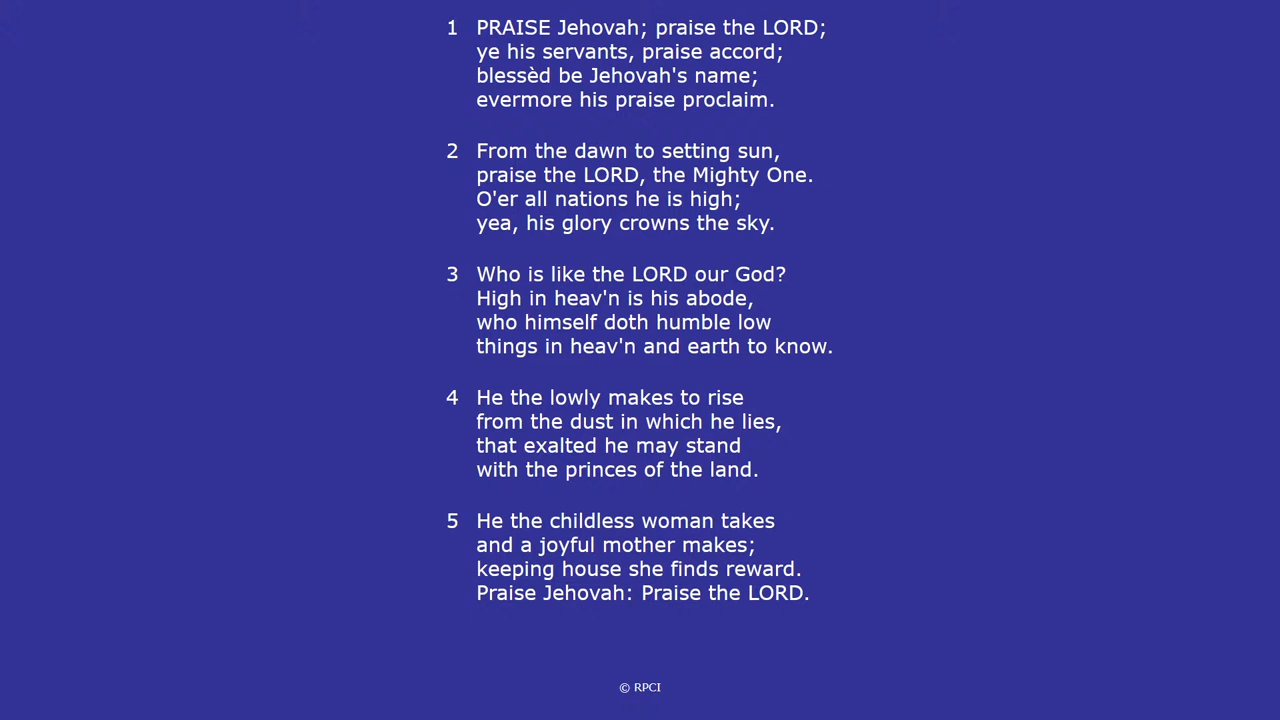 1 PRAISE Jehovah; praise the LORD;
ye his servants, praise accord;
blessèd be Jehovah's name;
evermore his praise proclaim.
2 From the dawn to setting sun,
praise the LORD, the Mighty One.
O'er all nations he is high;
yea, his glory crowns the sky.
3 Who is like the LORD our God?
High in heav'n is his abode,
who himself doth humble low
things in heav'n and earth to know.
4 He the lowly makes to rise
from the dust in which he lies,
that exalted he may stand
with the princes of the land.
5 He the childless woman takes
and a joyful mother makes;
keeping house she finds reward.
Praise Jehovah: Praise the LORD.
© RPCI